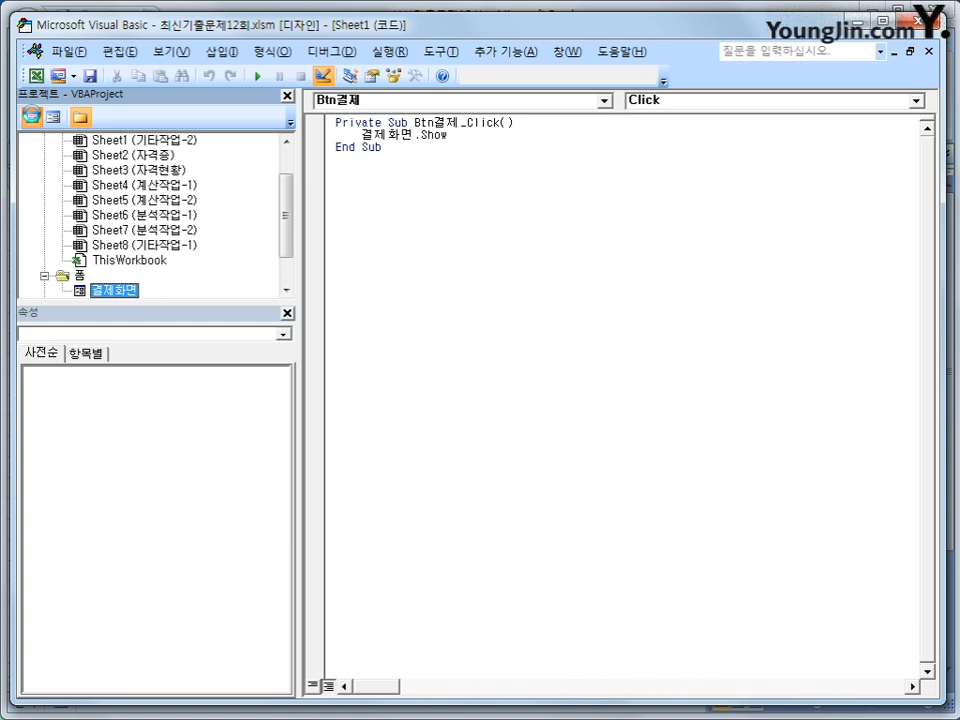 Microsoft Visual Basic - 최신기출문제12회.xlsm [디자인] - [Sheet1 (코드)]
YoungJin.com Y.
파일(F) 편집(E) 보기(V) 삽입(I) 형식(O) 디버그(D) 실행(R) 도구(T) 추가 기능(A) 창(W) 도움말(H) 질문을 입력하십시오.
프로젝트 - VBAProject
Btn결제 Click
Sheet1 (기타작업-2)
Sheet2 (자격증)
Sheet3 (자격현황)
Sheet4 (계산작업-1)
Sheet5 (계산작업-2)
Sheet6 (분석작업-1)
Sheet7 (분석작업-2)
Sheet8 (기타작업-1)
ThisWorkbook
폼
결제화면
Private Sub Btn결제_Click()
결제화면.Show
End Sub
속성
사전순 항목별